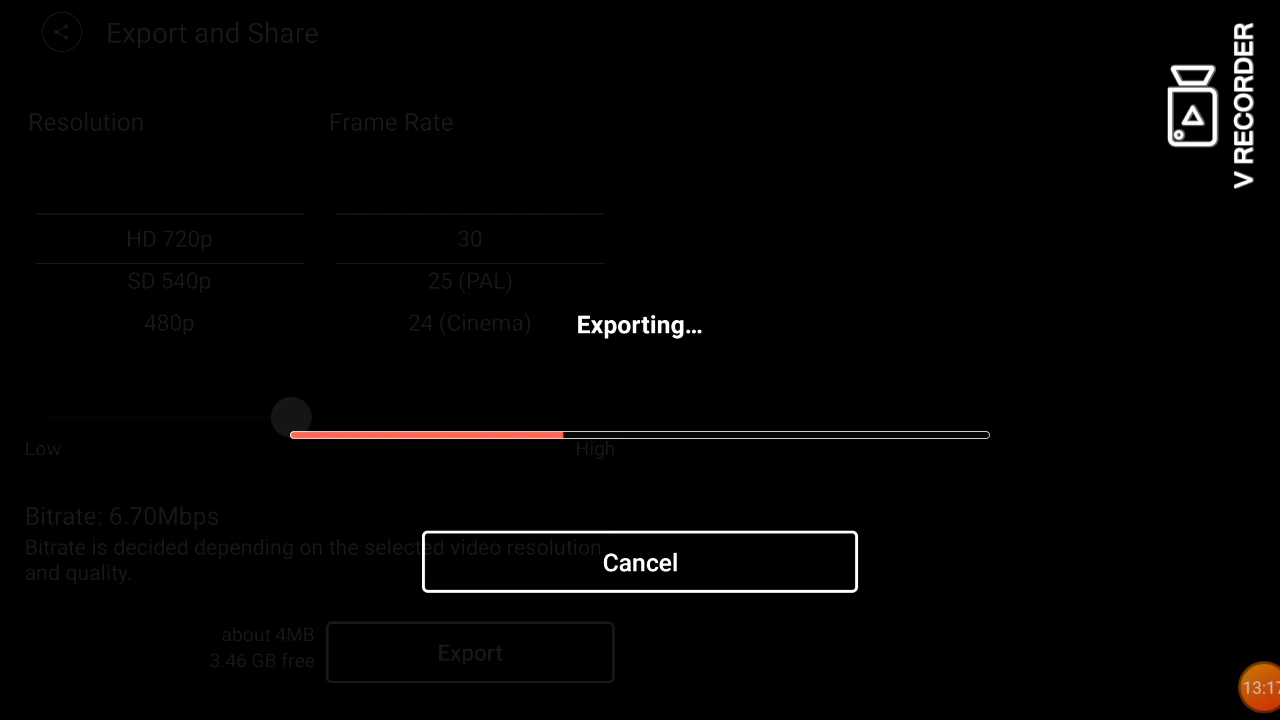 Export and Share
V RECORDER
Resolution
Frame Rate
HD 720p
30
SD 540p
25 (PAL)
480p
24 (Cinema)
Exporting...
Low
High
Bitrate: 6.70Mbps
Bitrate is decided depending on the selected video resolution
and quality.
Cancel
about 4MB
3.46 GB free
Export
13:17